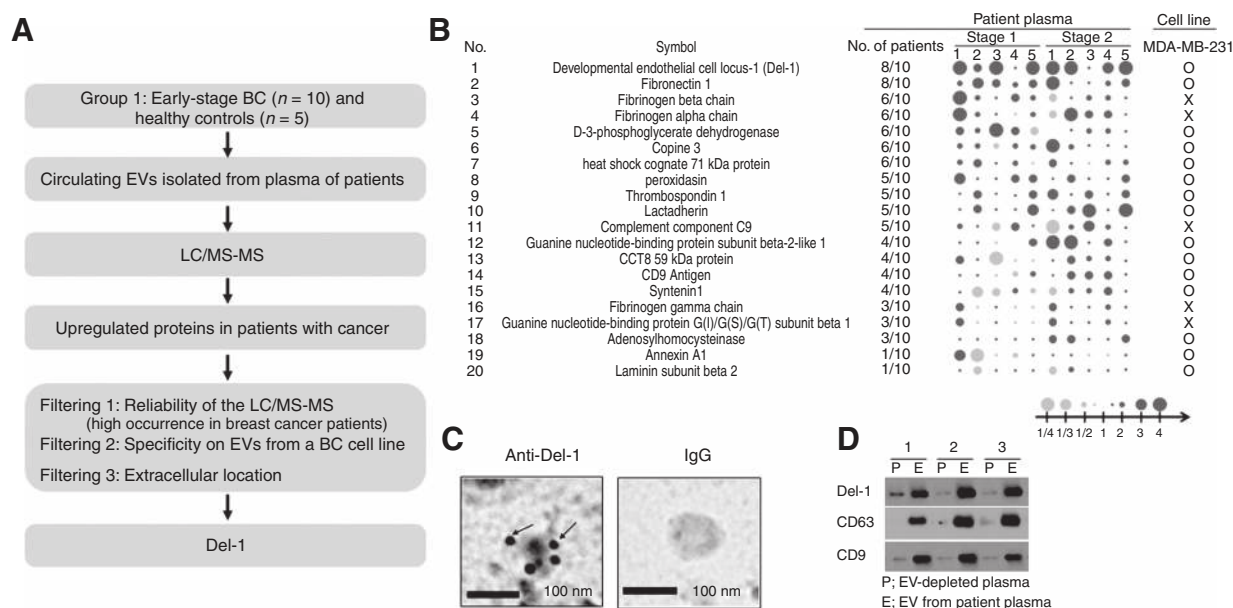 A
Group 1: Early-stage BC (n = 10) and
healthy controls (n = 5)
Circulating EVs isolated from plasma of patients
LC/MS-MS
Upregulated proteins in patients with cancer
Filtering 1: Reliability of the LC/MS-MS
(high occurrence in breast cancer patients)
Filtering 2: Specificity on EVs from a BC cell line
Filtering 3: Extracellular location
Del-1
B
Patient plasma Cell line
Stage 1 Stage 2
No. Symbol No. of patients MDA-MB-231
1 2 3 4 5 1 2 3 4 5
1 Developmental endothelial cell locus-1 (Del-1) 8/10 O
2 Fibronectin 1 8/10 O
3 Fibrinogen beta chain 6/10 X
4 Fibrinogen alpha chain 6/10 X
5 D-3-phosphoglycerate dehydrogenase 6/10 O
6 Copine 3 6/10 O
7 heat shock cognate 71 kDa protein 6/10 O
8 peroxidasin 5/10 O
9 Thrombospondin 1 5/10 O
10 Lactadherin 5/10 O
11 Complement component C9 5/10 X
12 Guanine nucleotide-binding protein subunit beta-2-like 1 4/10 O
13 CCT8 59 kDa protein 4/10 O
14 CD9 Antigen 4/10 O
15 Syntenin1 4/10 O
16 Fibrinogen gamma chain 3/10 X
17 Guanine nucleotide-binding protein G(I)/G(S)/G(T) subunit beta 1 3/10 X
18 Adenosylhomocysteinase 3/10 O
19 Annexin A1 1/10 O
20 Laminin subunit beta 2 1/10 O
1/4 1/3 1/2 1 2 3 4
C
Anti-Del-1 IgG
100 nm 100 nm
D
1 2 3
P E P E P E
Del-1
CD63
CD9
P; EV-depleted plasma
E; EV from patient plasma